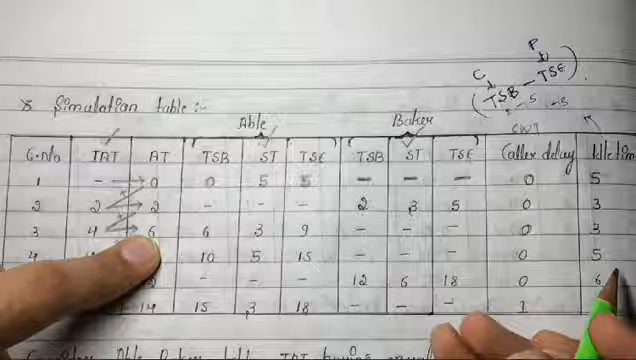 P
C
TSE
( TSB - )
Simulation table :-
Able Baker
C.no IAT AT TSB ST TSE TSB ST TSE Caller delay Idle
1 - 0 0 5 5 - - - 0 5
2 2 2 - - - 2 3 5 0 3
3 4 6 6 3 9 - - - 0 3
4 10 5 15 - - - 0 5
2 - - - 12 6 18 0 6
14 15 3 18 - - - 1
Able Baker